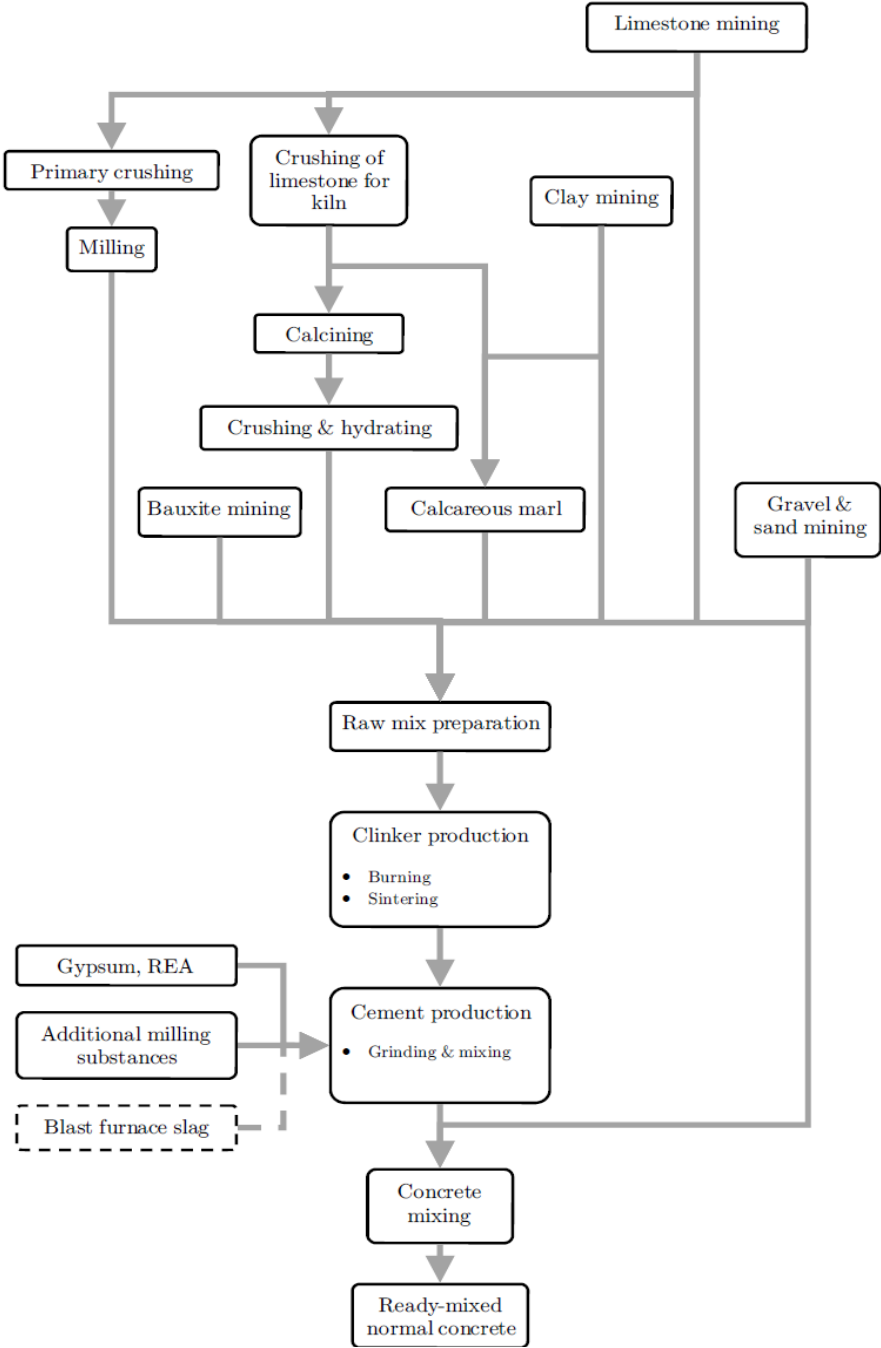 Limestone mining
Primary crushing
Crushing of
limestone for
kiln
Clay mining
Milling
Calcining
Crushing & hydrating
Bauxite mining
Calcareous marl
Gravel &
sand mining
Raw mix preparation
Clinker production
• Burning
• Sintering
Gypsum, REA
Cement production
Additional milling
substances
• Grinding & mixing
Blast furnace slag
Concrete
mixing
Ready-mixed
normal concrete